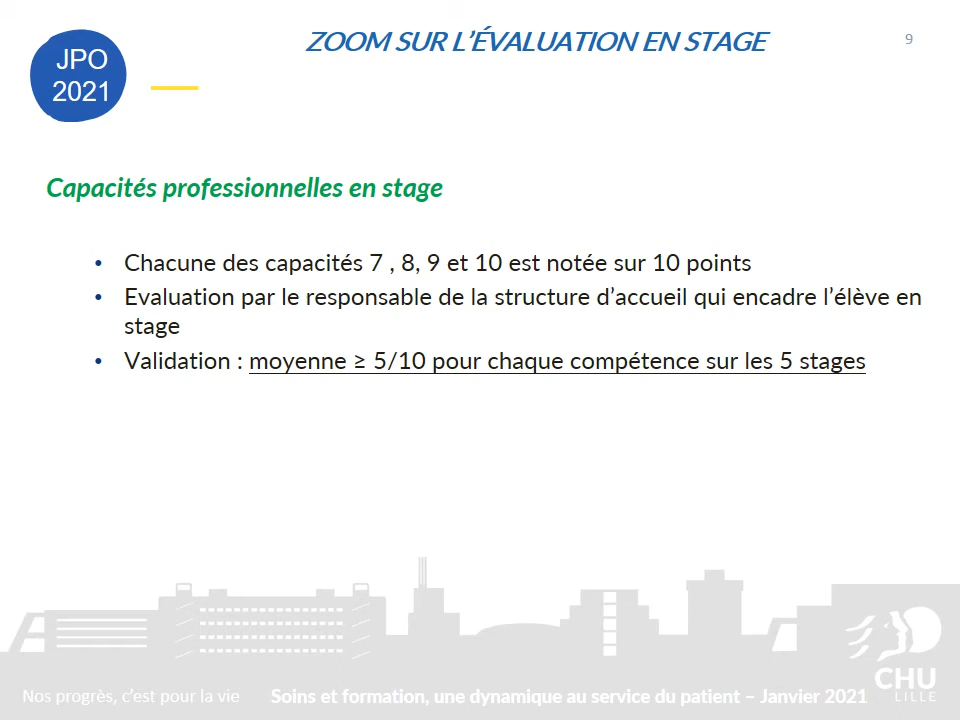 JPO
2021
ZOOM SUR L’ÉVALUATION EN STAGE
9
Capacités professionnelles en stage
• Chacune des capacités 7 , 8, 9 et 10 est notée sur 10 points
• Evaluation par le responsable de la structure d’accueil qui encadre l’élève en
stage
• Validation : moyenne ≥ 5/10 pour chaque compétence sur les 5 stages
Nos progrès, c’est pour la vie
Soins et formation, une dynamique au service du patient – Janvier 2021
CHU
LILLE